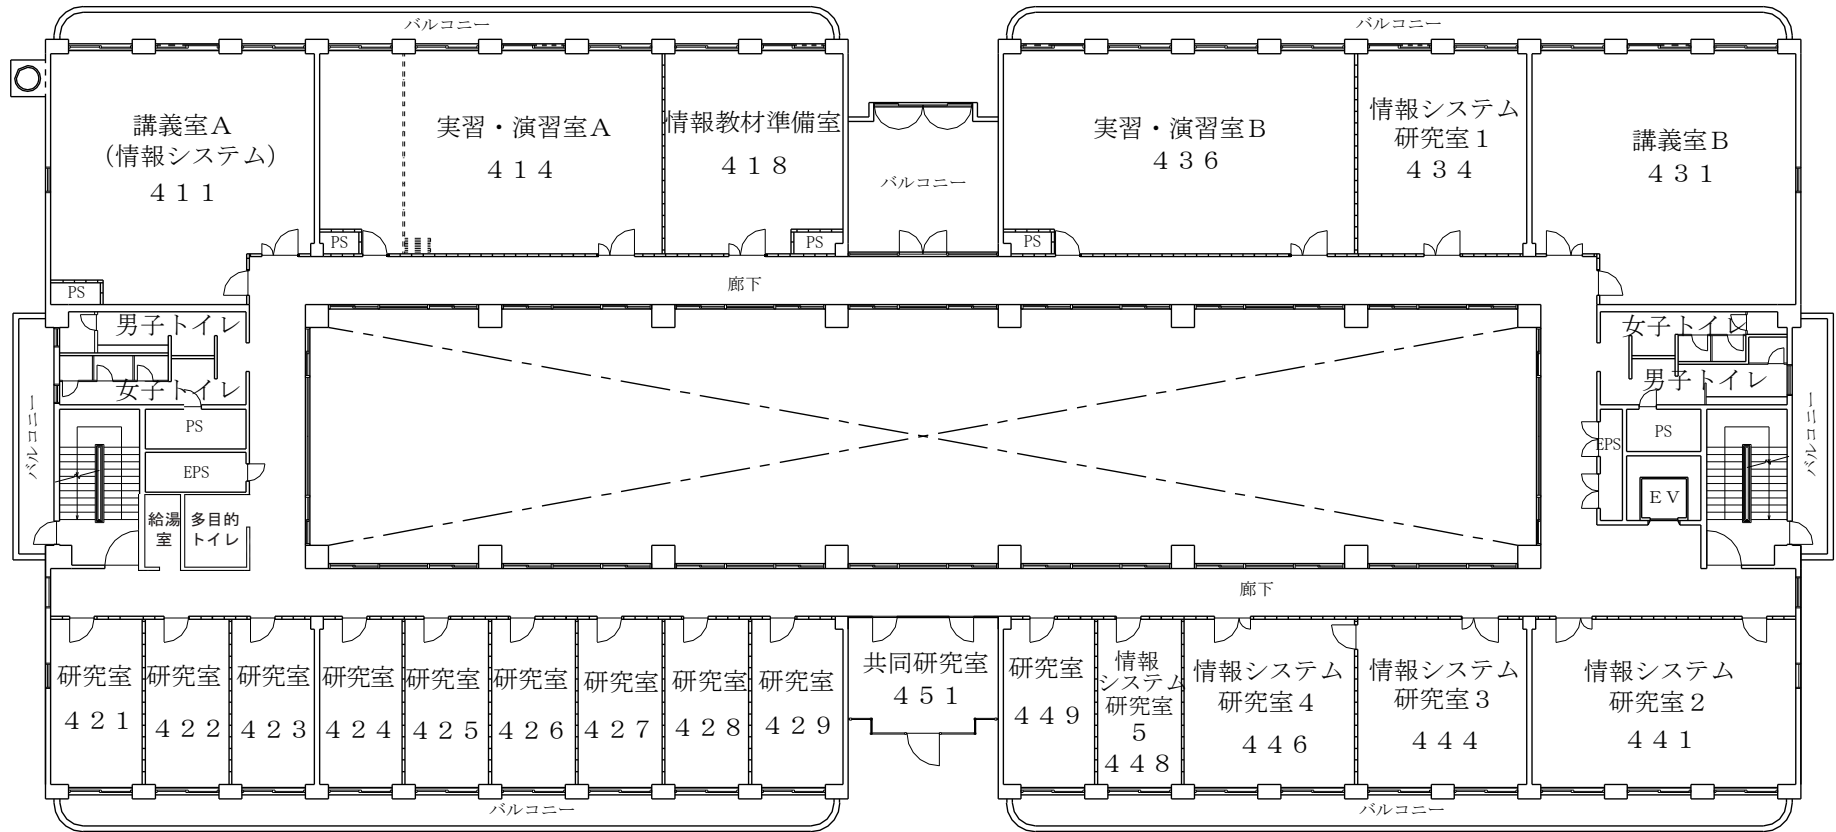 バルコニー
バルコニー
講義室A
（情報システム）
４１１
実習・演習室A
４１４
情報教材準備室
４１８
バルコニー
実習・演習室B
４３６
情報システム
研究室１
４３４
講義室B
４３１
PS
PS
PS
PS
廊下
男子トイレ
女子トイレ
女子トイレ
男子トイレ
バルコニー
PS
EPS
給湯
室
多目的
トイレ
EPS
PS
ＥＶ
バルコニー
廊下
研究室
４２１
研究室
４２２
研究室
４２３
研究室
４２４
研究室
４２５
研究室
４２６
研究室
４２７
研究室
４２８
研究室
４２９
共同研究室
４５１
研究室
４４９
情報
システム
研究室
５
４４８
情報システム
研究室４
４４６
情報システム
研究室３
４４４
情報システム
研究室２
４４１
バルコニー
バルコニー